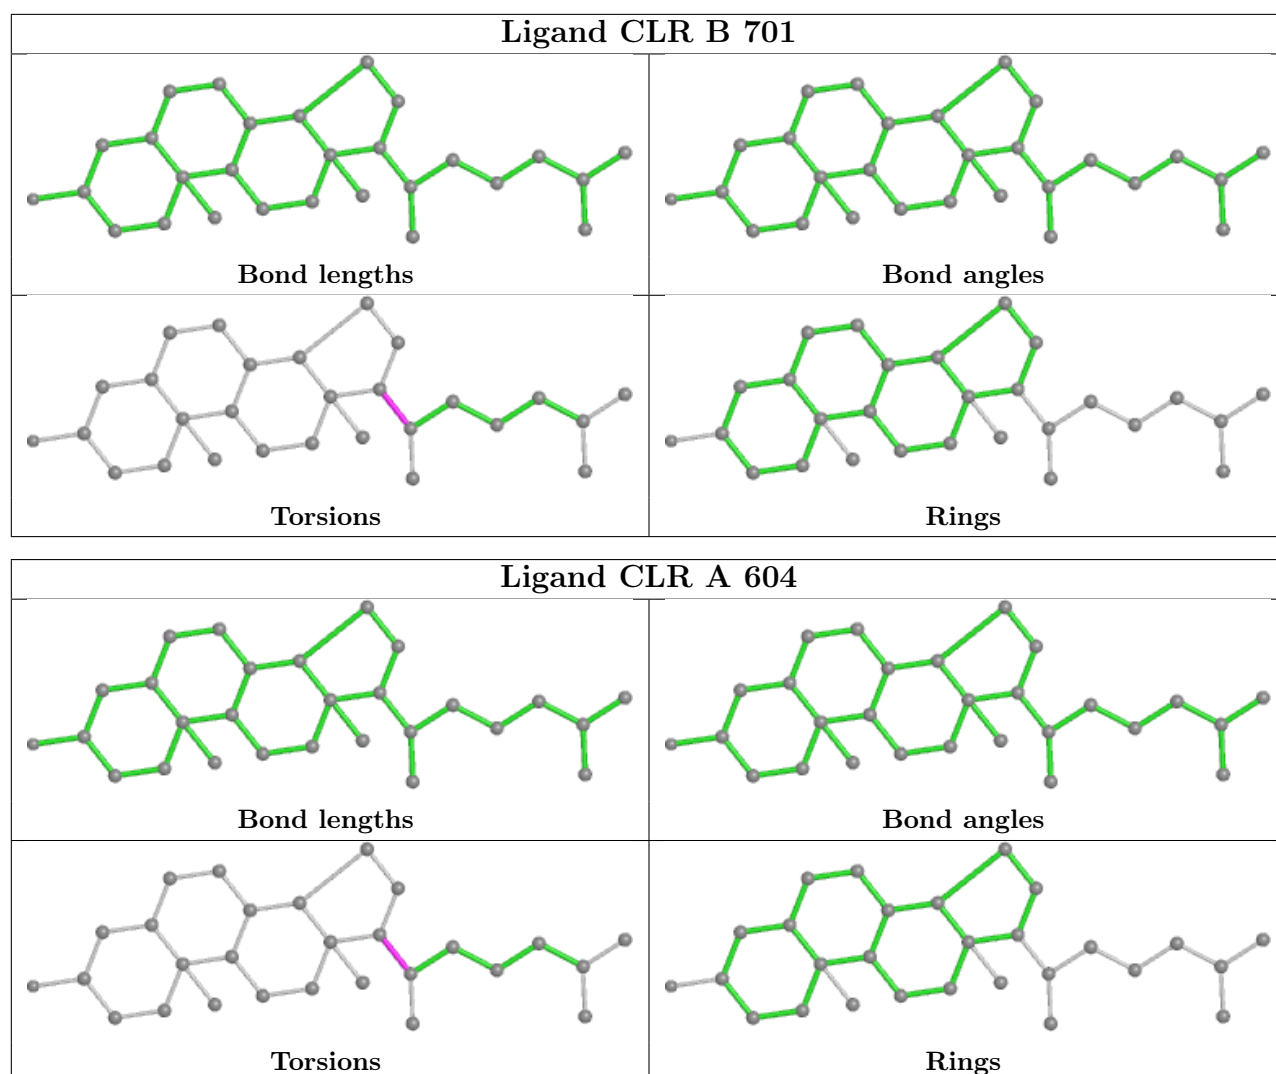 Ligand CLR B 701
Bond lengths
Bond angles
Torsions
Rings
Ligand CLR A 604
Bond lengths
Bond angles
Torsions
Rings